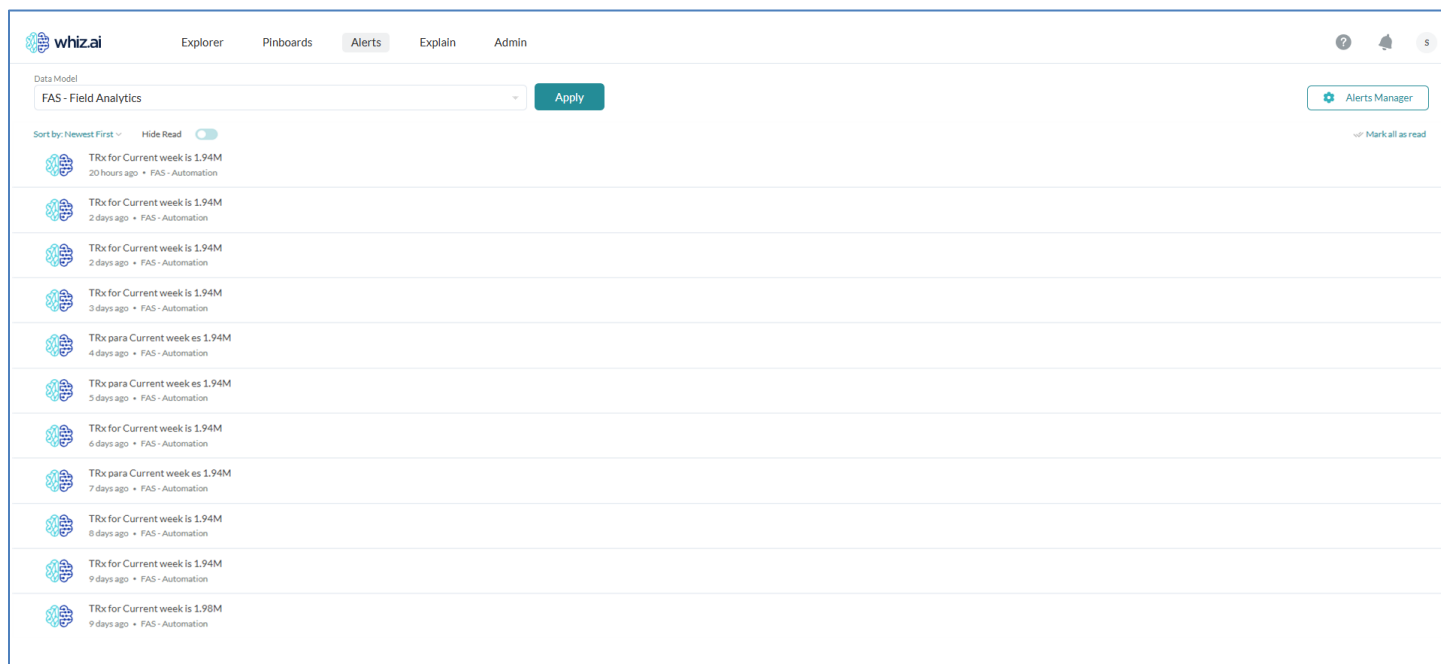 whiz.ai Explorer Pinboards Alerts Explain Admin ? S
Data Model
FAS - Field Analytics Apply Alerts Manager
Sort by: Newest First Hide Read Mark all as read
TRx for Current week is 1.94M
20 hours ago • FAS - Automation
TRx for Current week is 1.94M
2 days ago • FAS - Automation
TRx for Current week is 1.94M
2 days ago • FAS - Automation
TRx for Current week is 1.94M
3 days ago • FAS - Automation
TRx para Current week es 1.94M
4 days ago • FAS - Automation
TRx para Current week es 1.94M
5 days ago • FAS - Automation
TRx for Current week is 1.94M
6 days ago • FAS - Automation
TRx para Current week es 1.94M
7 days ago • FAS - Automation
TRx for Current week is 1.94M
8 days ago • FAS - Automation
TRx for Current week is 1.94M
9 days ago • FAS - Automation
TRx for Current week is 1.98M
9 days ago • FAS - Automation